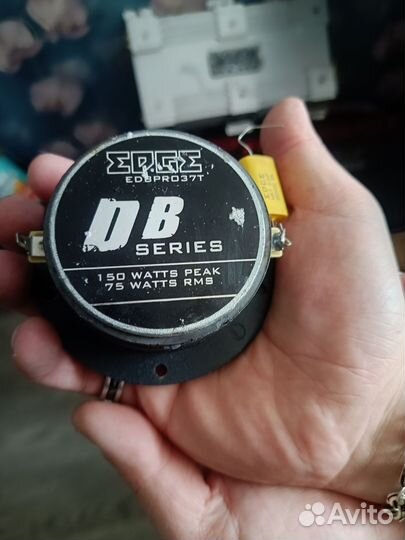 EDGE
EDBPRO37T
DB
SERIES
150 WATTS PEAK
75 WATTS RMS
Avito